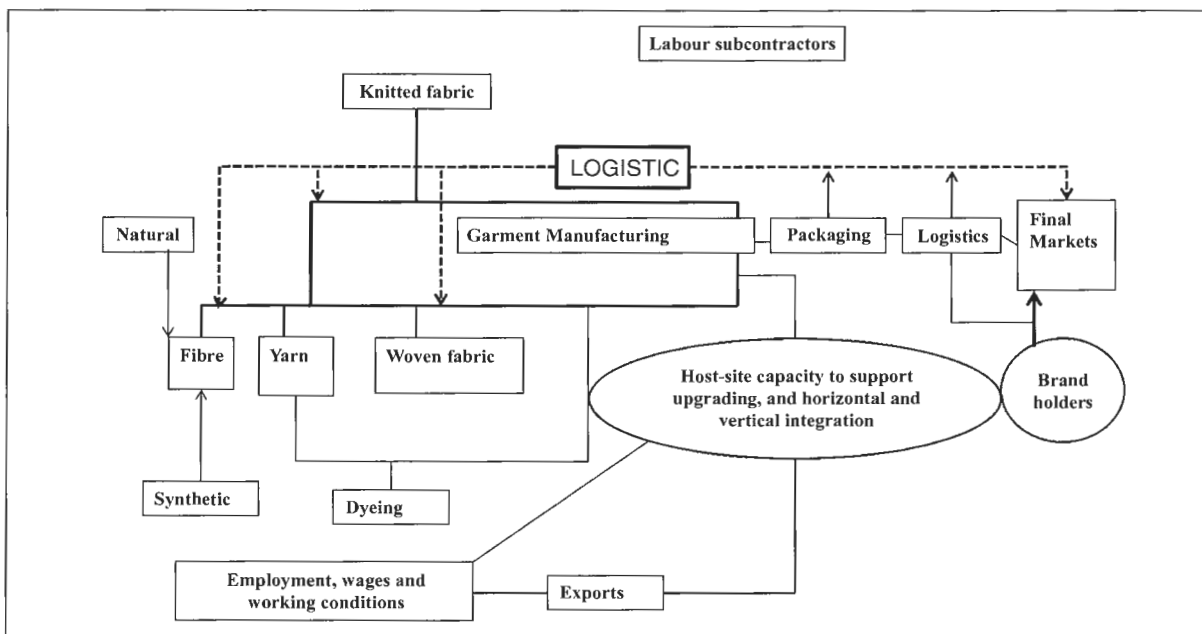 Labour subcontractors
Knitted fabric
LOGISTIC
Natural
Garment Manufacturing
Packaging
Logistics
Final
Markets
Fibre
Yarn
Woven fabric
Host-site capacity to support
upgrading, and horizontal and
vertical integration
Brand
holders
Synthetic
Dyeing
Employment, wages and
working conditions
Exports